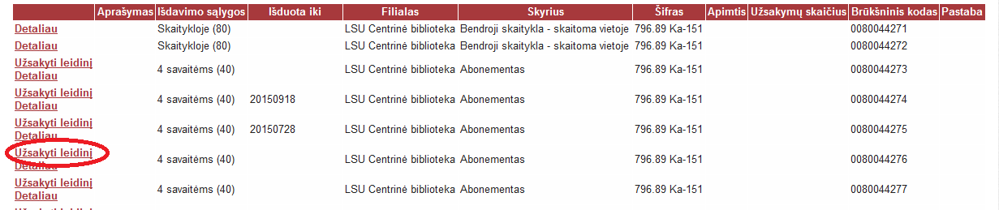 Aprašymas Išdavimo sąlygos Išduota iki Filialas Skyrius Šifras Apimtis Užsakymų skaičius Brūkšninis kodas Pastaba
Detaliau Skaitykloje (80) LSU Centrinė biblioteka Bendroji skaitykla - skaitoma vietoje 796.89 Ka-151 0080044271
Detaliau Skaitykloje (80) LSU Centrinė biblioteka Bendroji skaitykla - skaitoma vietoje 796.89 Ka-151 0080044272
Užsakyti leidinį
Detaliau 4 savaitėms (40) LSU Centrinė biblioteka Abonementas 796.89 Ka-151 0080044273
Užsakyti leidinį
Detaliau 4 savaitėms (40) 20150918 LSU Centrinė biblioteka Abonementas 796.89 Ka-151 0080044274
Užsakyti leidinį
Detaliau 4 savaitėms (40) 20150728 LSU Centrinė biblioteka Abonementas 796.89 Ka-151 0080044275
Užsakyti leidinį
Detaliau 4 savaitėms (40) LSU Centrinė biblioteka Abonementas 796.89 Ka-151 0080044276
Užsakyti leidinį
Detaliau 4 savaitėms (40) LSU Centrinė biblioteka Abonementas 796.89 Ka-151 0080044277